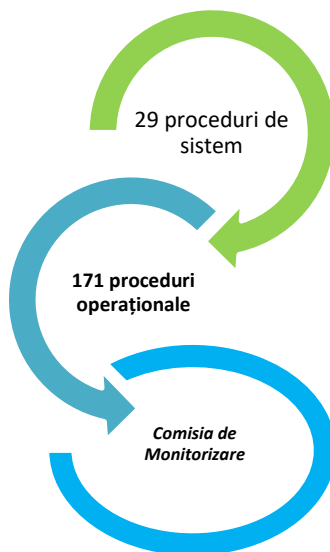 29 proceduri de
sistem
171 proceduri
operaționale
Comisia de
Monitorizare